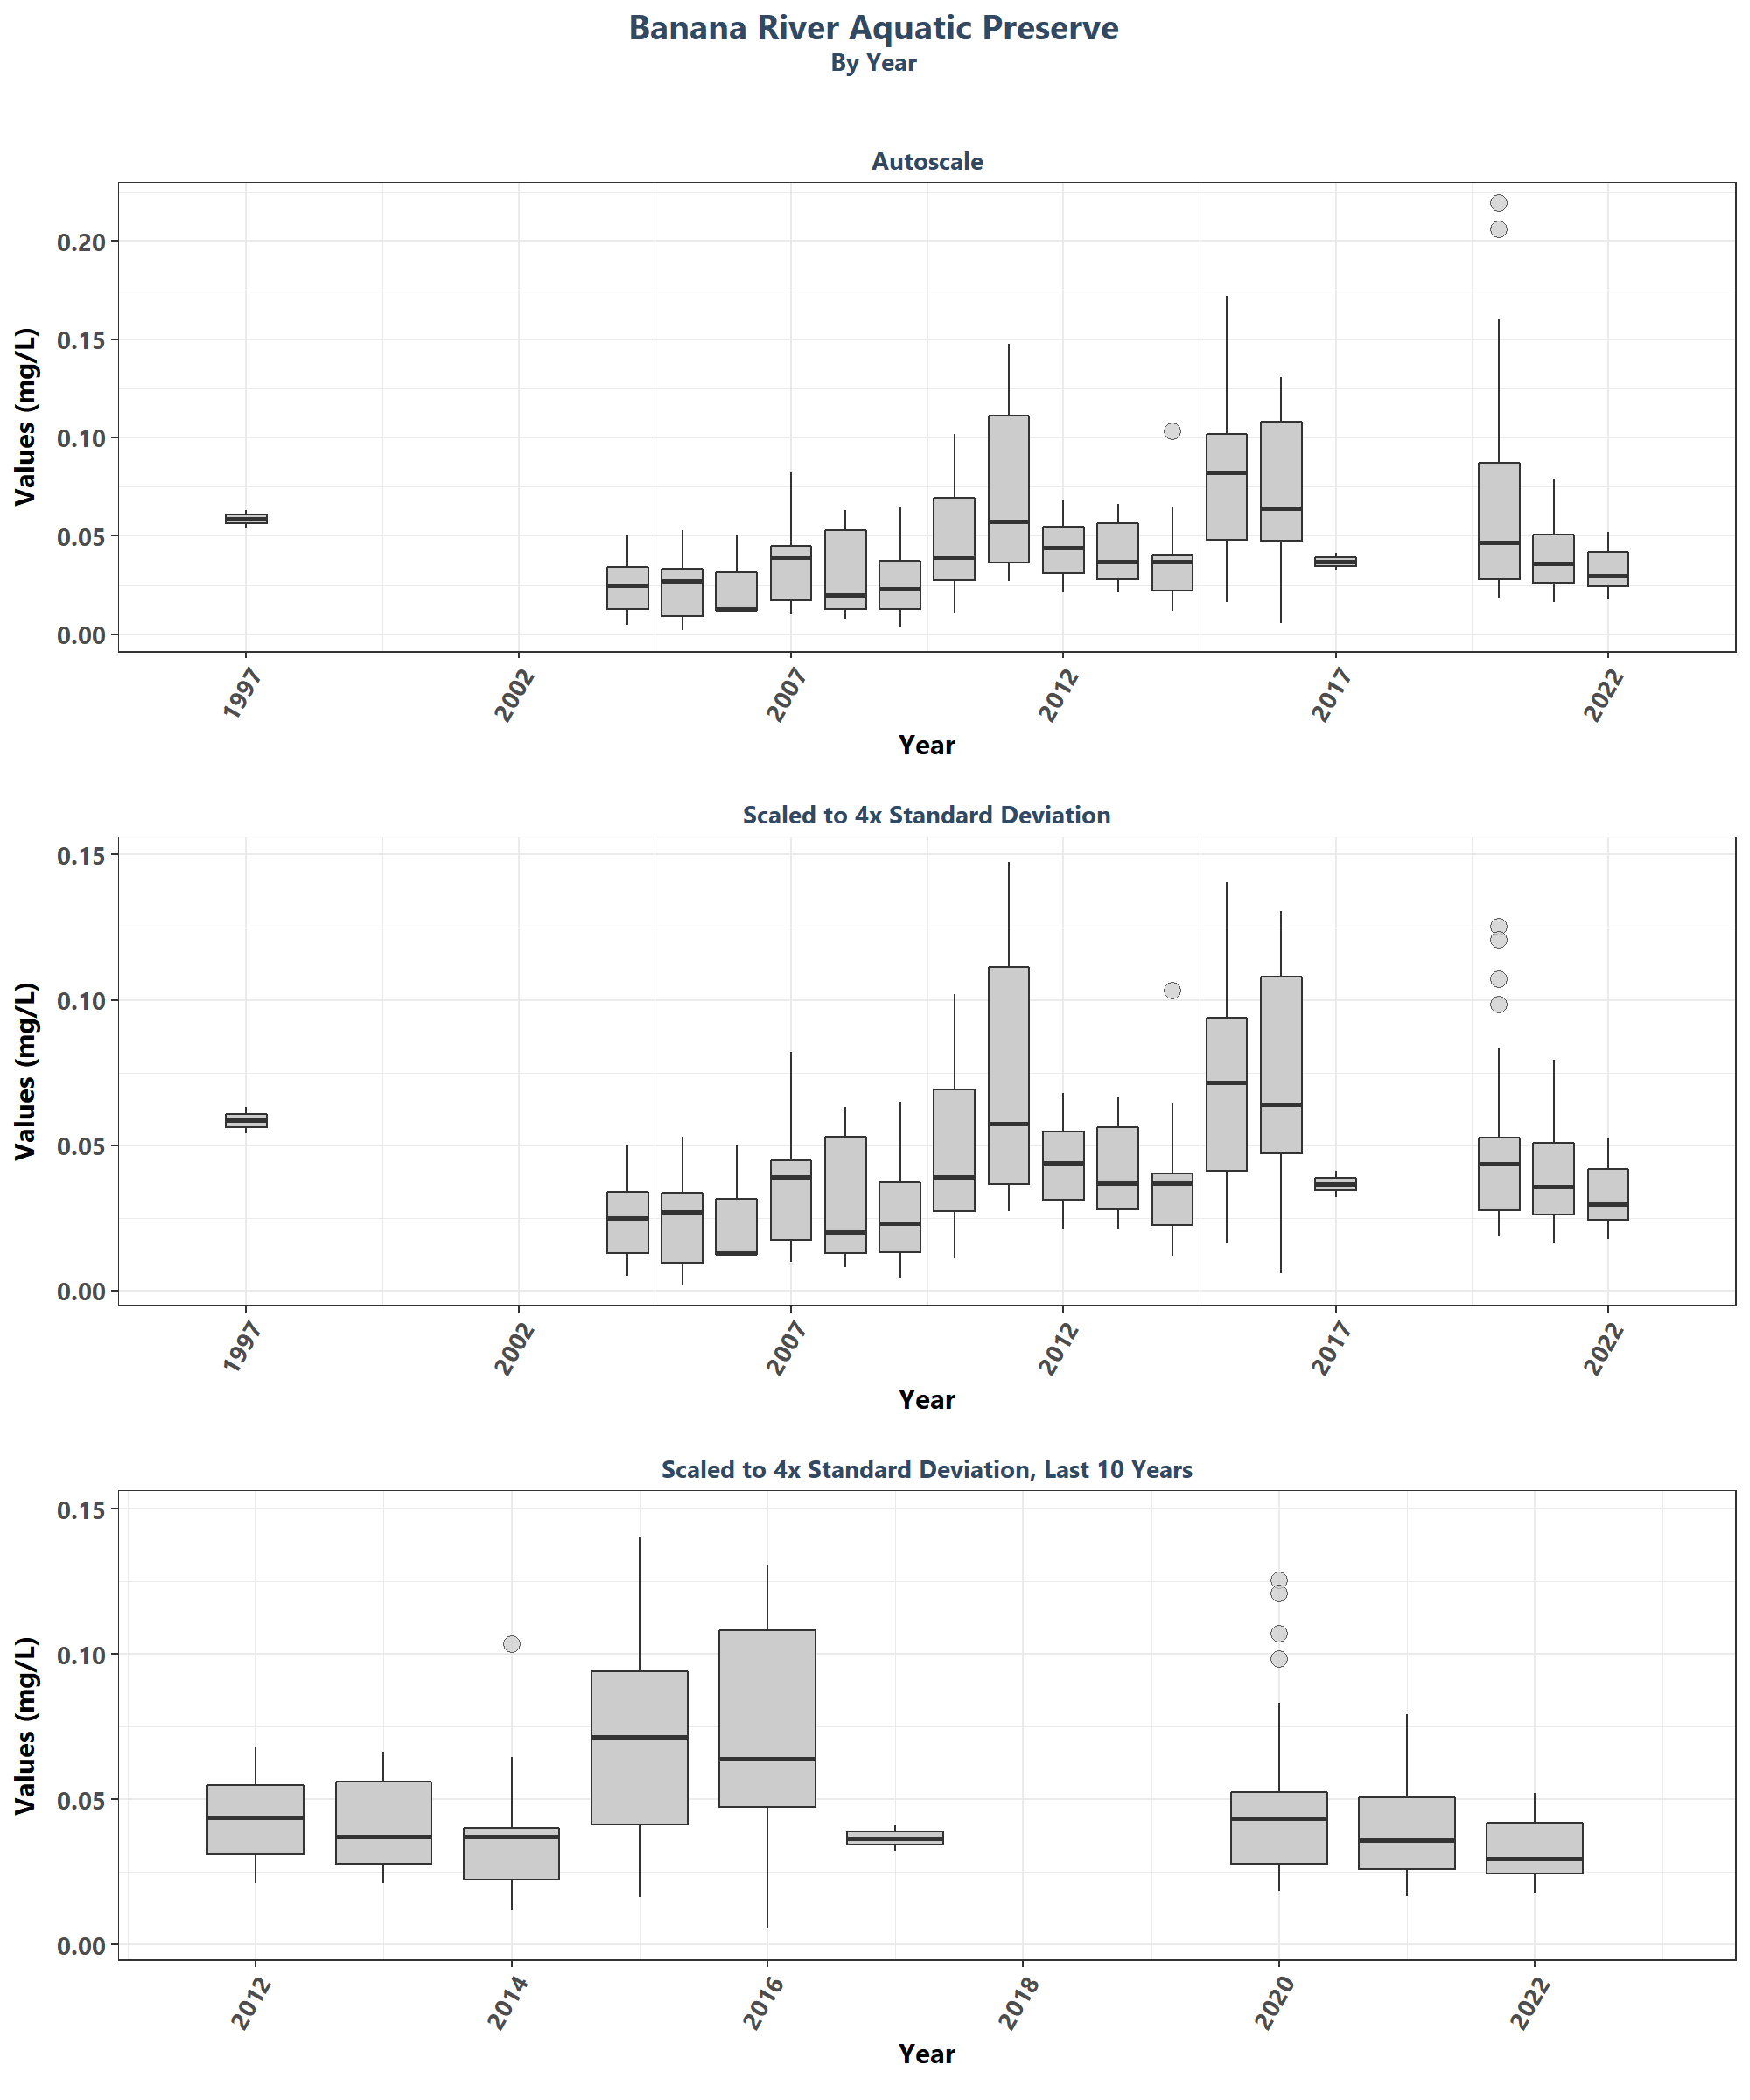 Banana River Aquatic Preserve
By Year
Autoscale
Values (mg/L)
0.20
0.15
0.10
0.05
0.00
1997 2002 2007 2012 2017 2022
Year
Scaled to 4x Standard Deviation
Values (mg/L)
0.15
0.10
0.05
0.00
1997 2002 2007 2012 2017 2022
Year
Scaled to 4x Standard Deviation, Last 10 Years
Values (mg/L)
0.15
0.10
0.05
0.00
2012 2014 2016 2018 2020 2022
Year